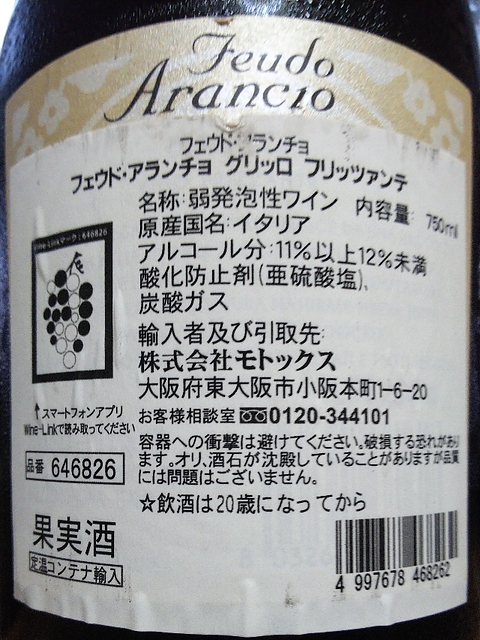 Feudo
Arancio
フェウド・アランチョ
フェウド・アランチョ グリッロ フリッツァンテ
名称:弱発泡性ワイン 内容量: 750ml
原産国名:イタリア
アルコール分:11%以上12%未満
酸化防止剤(亜硫酸塩)、
炭酸ガス
輸入者及び引取先:
株式会社モトックス
大阪府東大阪市小阪本町1-6-20
お客様相談室 0120-344101
容器への衝撃は避けてください。破損する恐れがあり
ます。オリ、酒石が沈殿していることがありますが品質
には問題はございません。
☆飲酒は20歳になってから
Wine-Linkマーク:646826
↑スマートフォンアプリ
Wine-Linkで読み取ってください
品番 646826
果実酒
定温コンテナ輸入
4 997678 468262